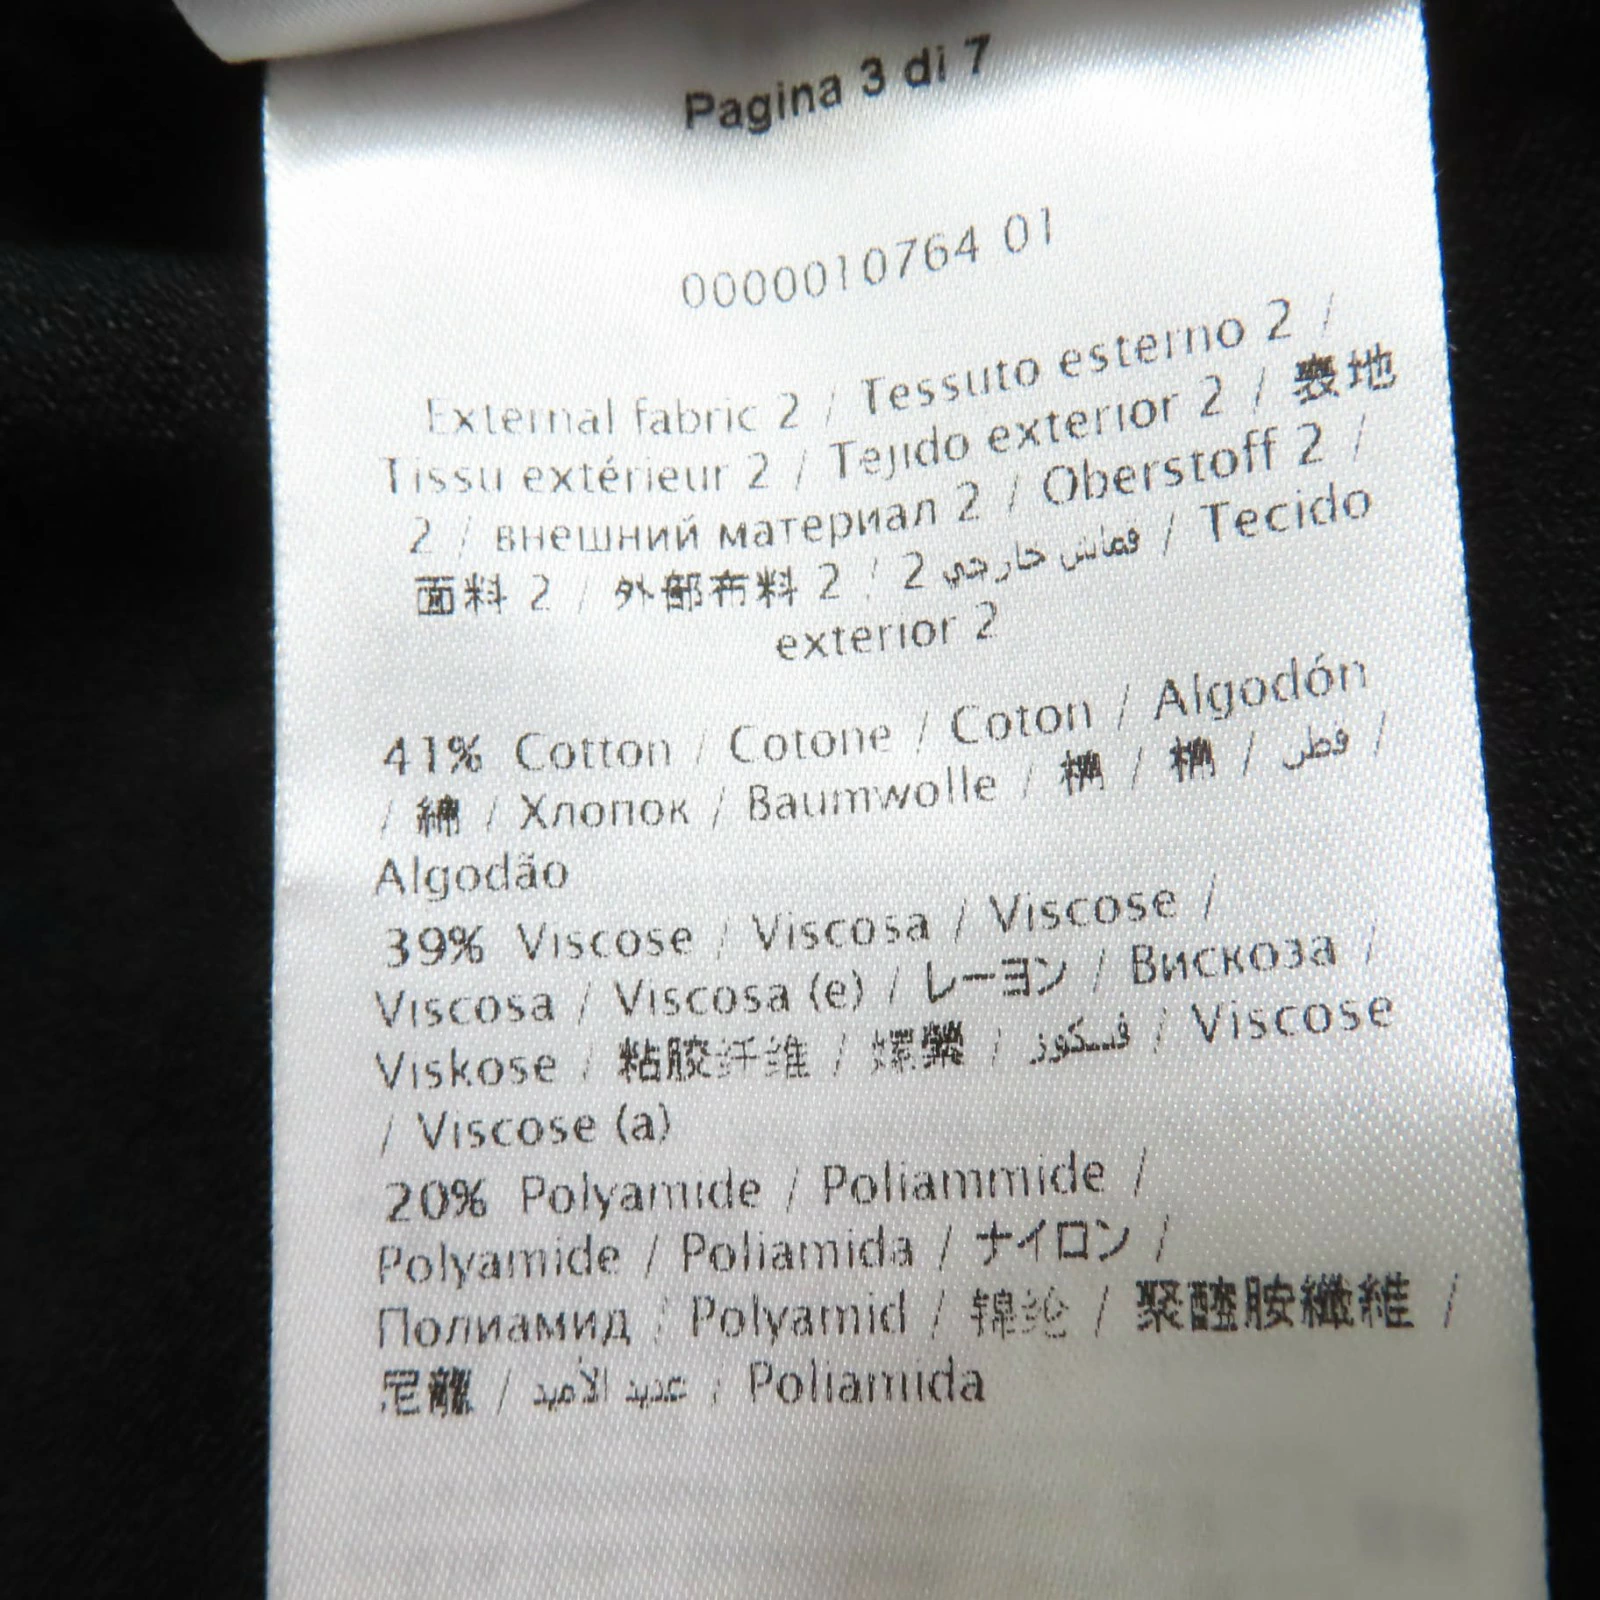 Pagina 3 di 7
0000010764 01
External fabric 2 / Tessuto esterno 2 /
Tissu extérieur 2 / Tejido exterior 2 / 表地
2 / внешний материал 2 / Oberstoff 2 /
面料 2 / 外部布料 2 / قماش خارجي 2 / Tecido
exterior 2
41% Cotton / Cotone / Coton / Algodón
/ 綿 / Хлопок / Baumwolle / 棉 / 棉 / قطن /
Algodão
39% Viscose / Viscosa / Viscose /
Viscosa / Viscosa (e) / レーヨン / Вискоза /
Viskose / 粘胶纤维 / 嫘縈 / فسكوز / Viscose
/ Viscose (a)
20% Polyamide / Poliammide /
Polyamide / Poliamida / ナイロン /
Полиамид / Polyamid / 锦纶 / 聚醯胺纖維 /
尼龍 / عديد الأميد / Poliamida